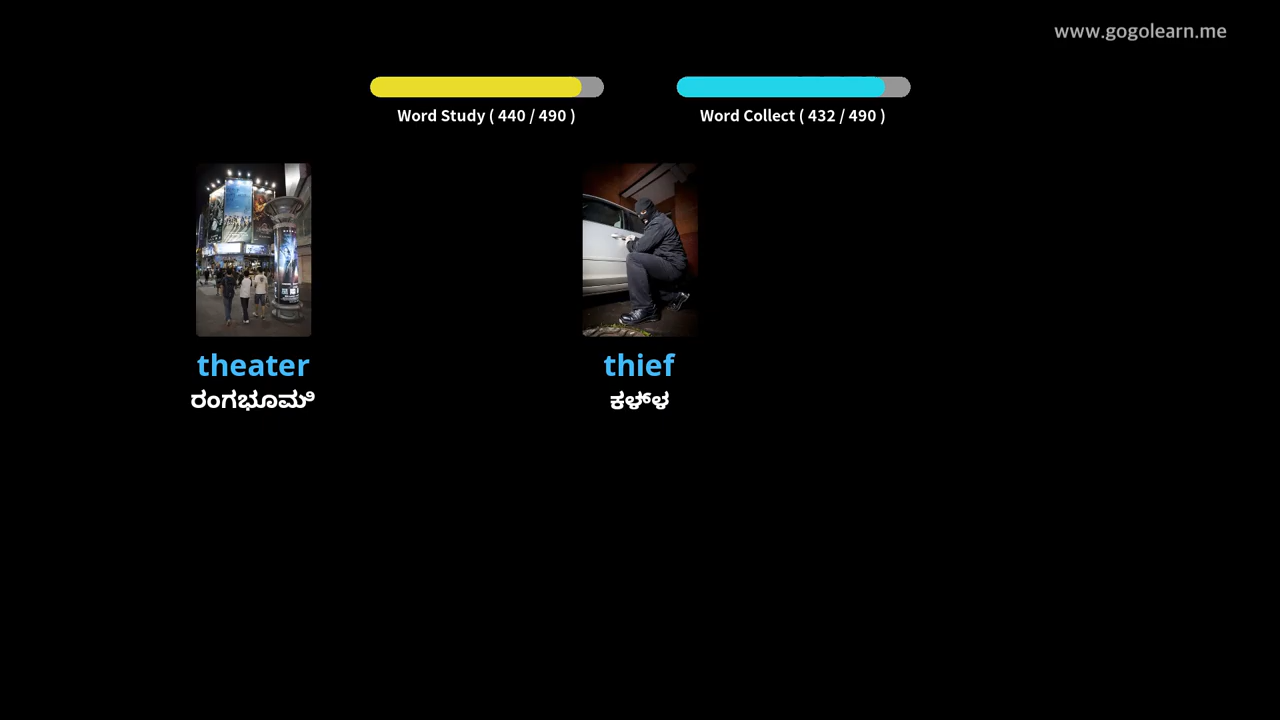 www.gogolearn.me
Word Study ( 440 / 490 )
Word Collect ( 432 / 490 )
theater
ರಂಗಭೂಮಿ
thief
ಕಳ್ಳ